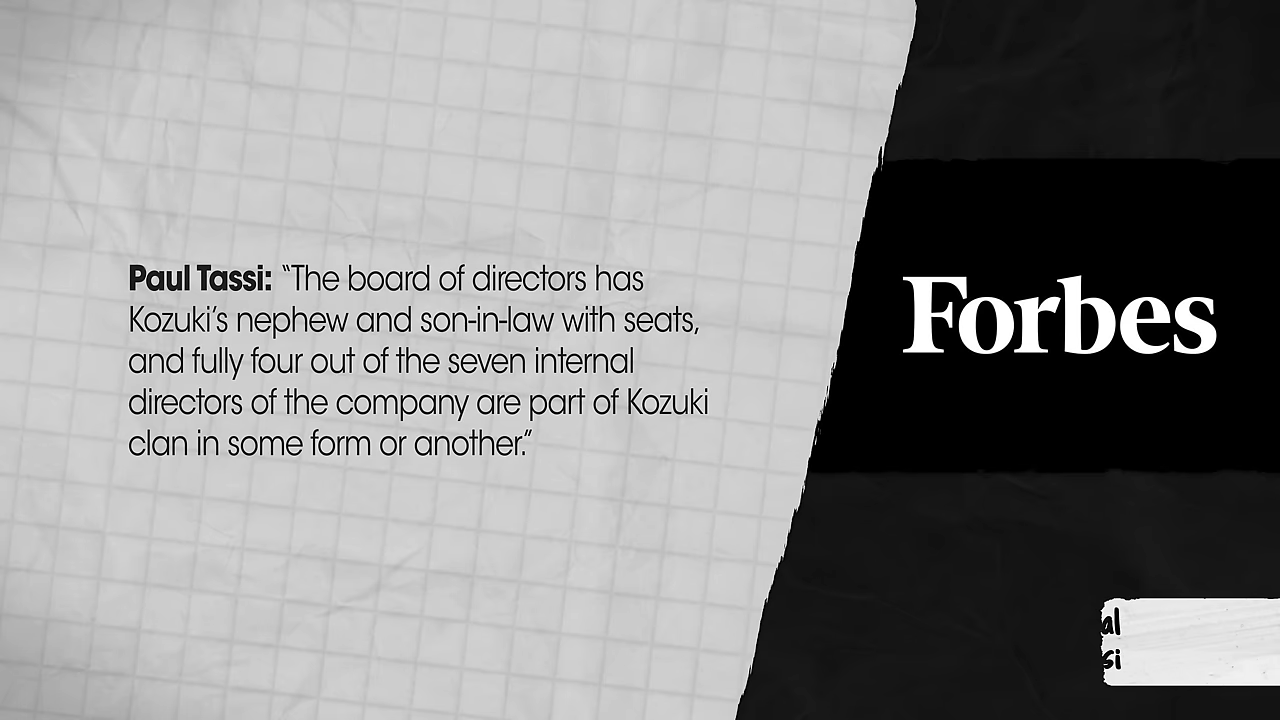 Paul Tassi: “The board of directors has
Kozuki’s nephew and son-in-law with seats,
and fully four out of the seven internal
directors of the company are part of Kozuki
clan in some form or another.”
Forbes
al
si